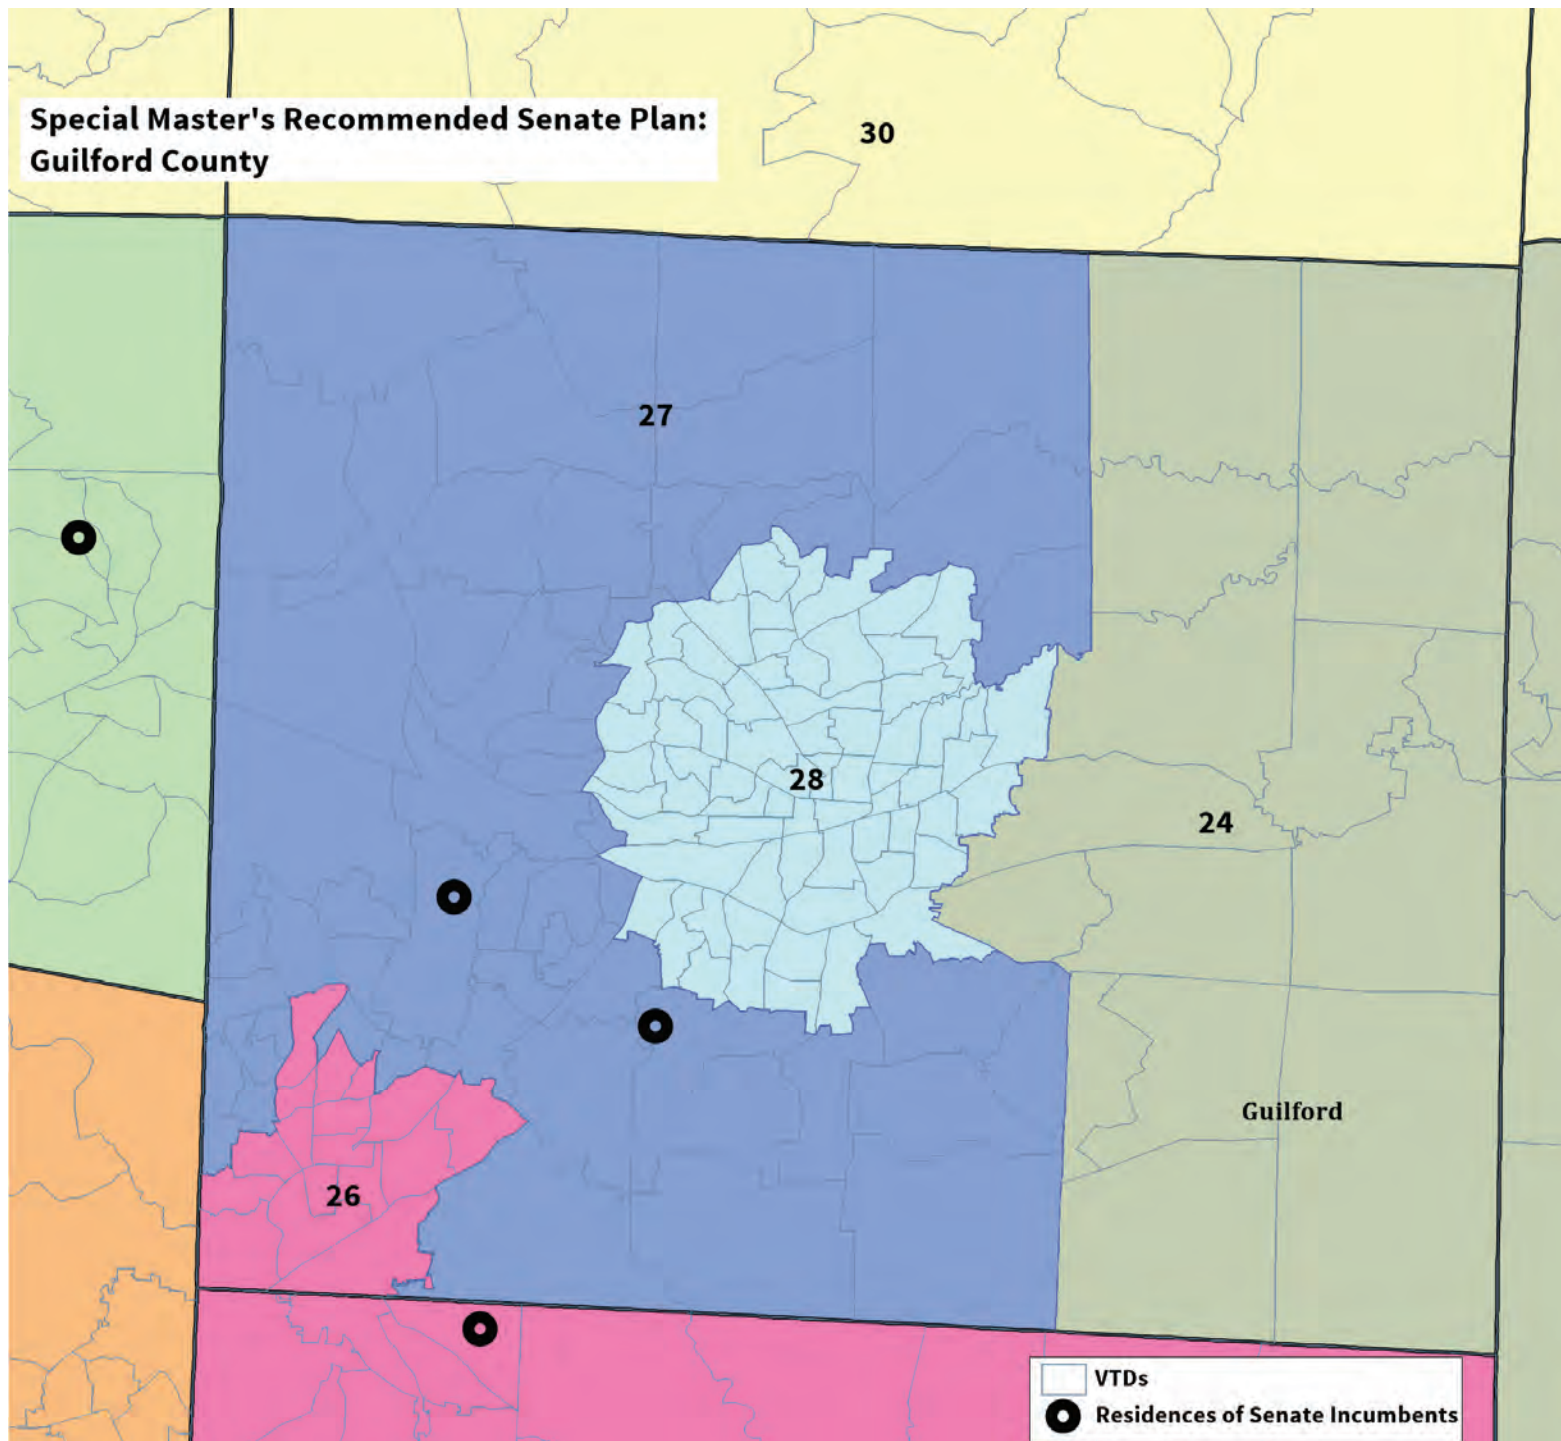 Special Master's Recommended Senate Plan:
Guilford County
30
27
28
24
Guilford
26
VTDs
Residences of Senate Incumbents